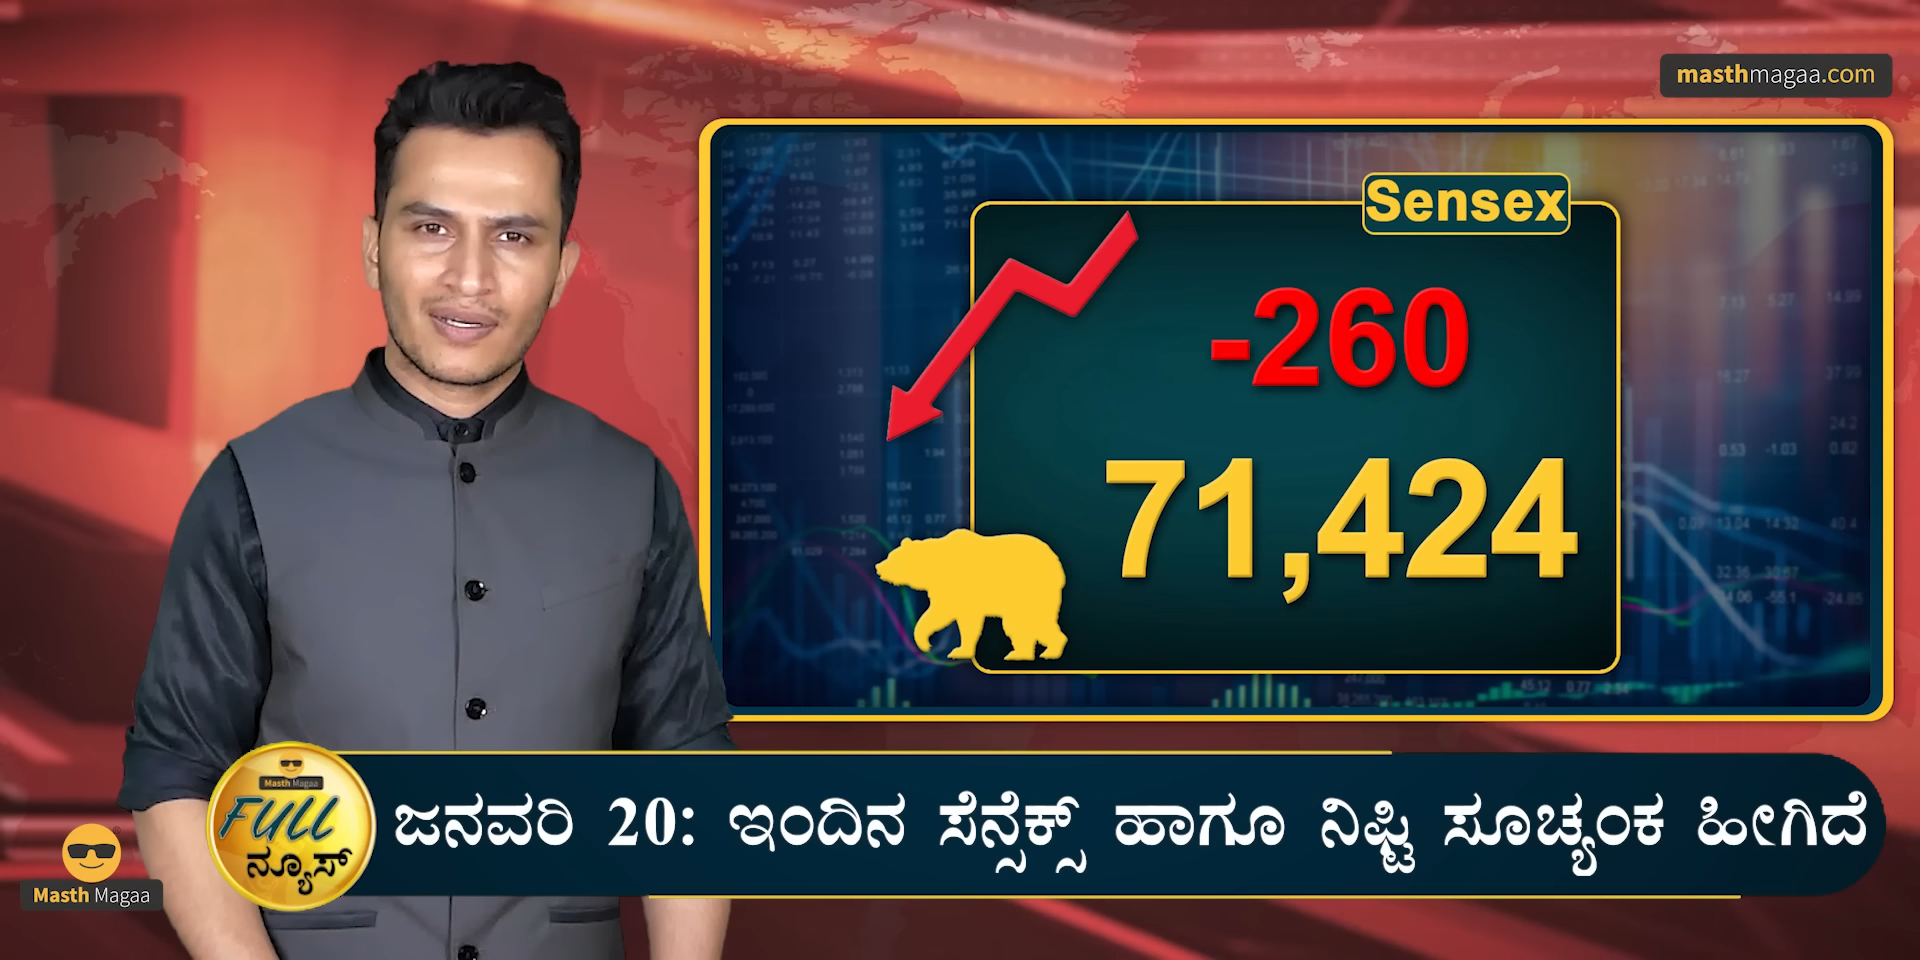 masthmagaa.com
Sensex
-260
71,424
Masth Magaa
FULL
ನ್ಯೂಸ್
ಜನವರಿ 20: ಇಂದಿನ ಸೆನ್ಸೆಕ್ಸ್ ಹಾಗೂ ನಿಫ್ಟಿ ಸೂಚ್ಯಂಕ ಹೀಗಿದೆ
Masth Magaa